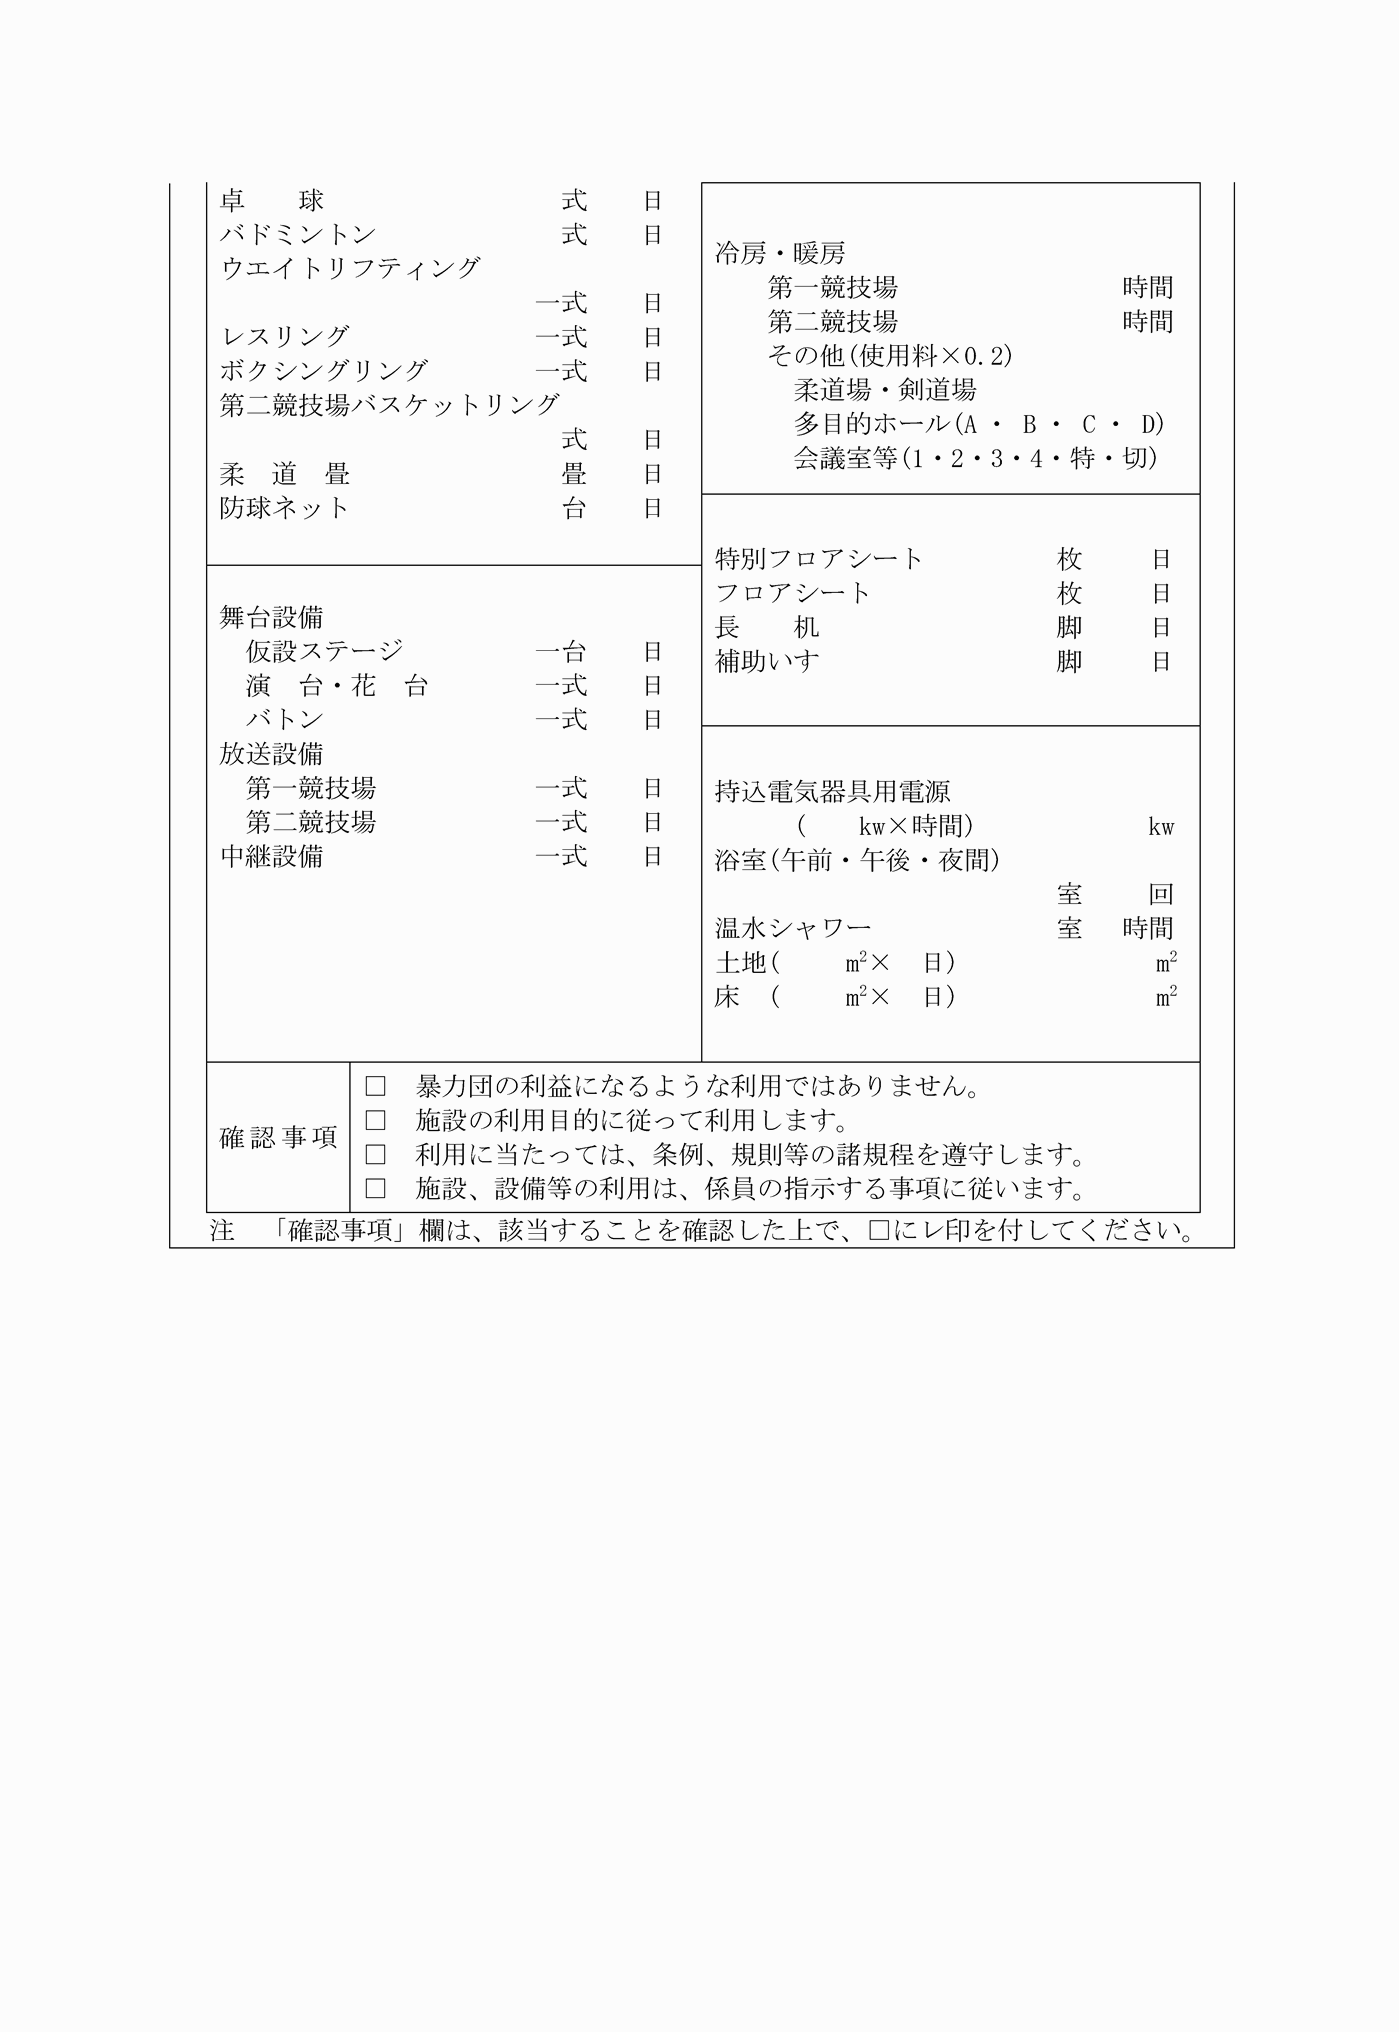 卓　　球　　　　　　　　　式　　日
バドミントン　　　　　　　式　　日
ウエイトリフティング
一式　　日
レスリング　　　　　　　一式　　日
ボクシングリング　　　　一式　　日
第二競技場バスケットリング
式　　日
柔　道　畳　　　　　　　　畳　　日
防球ネット　　　　　　　　台　　日
舞台設備
仮設ステージ　　　　　一台　　日
演　台・花　台　　　　一式　　日
バトン　　　　　　　　一式　　日
放送設備
第一競技場　　　　　　一式　　日
第二競技場　　　　　　一式　　日
中継設備　　　　　　　　一式　　日
冷房・暖房
第一競技場　　　　　　　　時間
第二競技場　　　　　　　　時間
その他(使用料×0.2)
柔道場・剣道場
多目的ホール(A ・ B ・ C ・ D)
会議室等(1・2・3・4・特・切)
特別フロアシート　　　　　枚　　日
フロアシート　　　　　　　枚　　日
長　　机　　　　　　　　　脚　　日
補助いす　　　　　　　　　脚　　日
持込電気器具用電源
(　　kw×時間)　　　　　　kw
浴室(午前・午後・夜間)
室　　回
温水シャワー　　　　　　　室　時間
土地(　　m²×　日)　　　　　　　m²
床　(　　m²×　日)　　　　　　　m²
確認事項
□　暴力団の利益になるような利用ではありません。
□　施設の利用目的に従って利用します。
□　利用に当たっては、条例、規則等の諸規程を遵守します。
□　施設、設備等の利用は、係員の指示する事項に従います。
注　「確認事項」欄は、該当することを確認した上で、□にレ印を付してください。